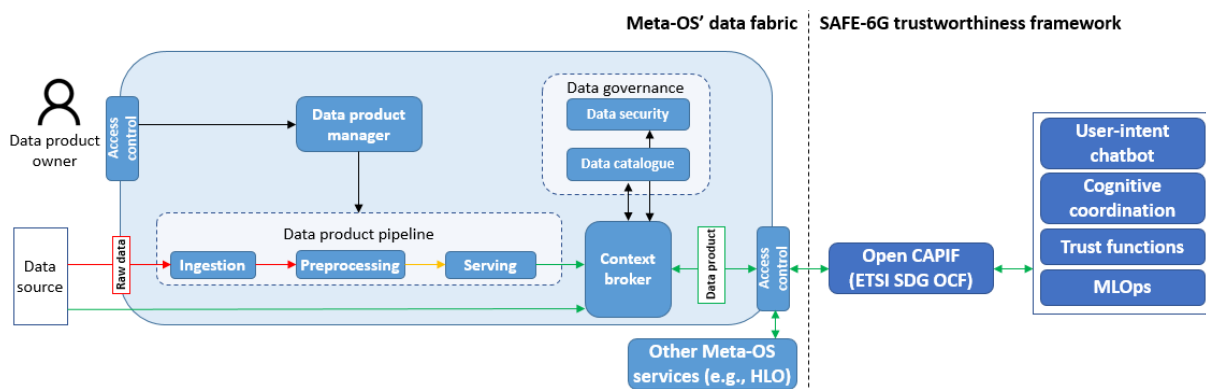 Meta-OS’ data fabric
SAFE-6G trustworthiness framework
Data product
owner
Access
control
Data product
manager
Data governance
Data security
Data catalogue
Data product pipeline
Data
source
Raw data
Ingestion
Preprocessing
Serving
Context
broker
Data product
Access
control
Other Meta-OS
services (e.g., HLO)
Open CAPIF
(ETSI SDG OCF)
User-intent
chatbot
Cognitive
coordination
Trust functions
MLOps